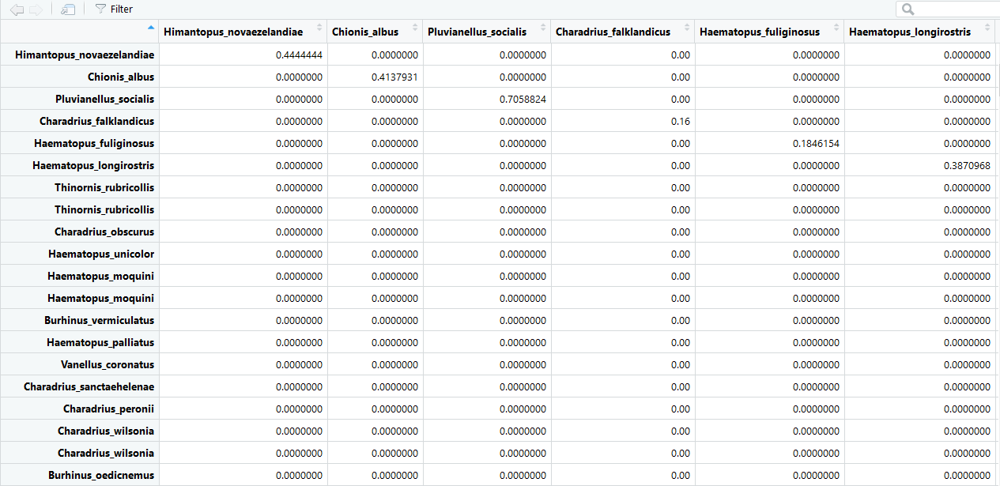 Filter
Himantopus_novaezelandiae Chionis_albus Pluvianellus_socialis Charadrius_falklandicus Haematopus_fuliginosus Haematopus_longirostris
Himantopus_novaezelandiae 0.4444444 0.0000000 0.0000000 0.00 0.0000000 0.0000000
Chionis_albus 0.0000000 0.4137931 0.0000000 0.00 0.0000000 0.0000000
Pluvianellus_socialis 0.0000000 0.0000000 0.7058824 0.00 0.0000000 0.0000000
Charadrius_falklandicus 0.0000000 0.0000000 0.0000000 0.16 0.0000000 0.0000000
Haematopus_fuliginosus 0.0000000 0.0000000 0.0000000 0.00 0.1846154 0.0000000
Haematopus_longirostris 0.0000000 0.0000000 0.0000000 0.00 0.0000000 0.3870968
Thinornis_rubricollis 0.0000000 0.0000000 0.0000000 0.00 0.0000000 0.0000000
Thinornis_rubricollis 0.0000000 0.0000000 0.0000000 0.00 0.0000000 0.0000000
Charadrius_obscurus 0.0000000 0.0000000 0.0000000 0.00 0.0000000 0.0000000
Haematopus_unicolor 0.0000000 0.0000000 0.0000000 0.00 0.0000000 0.0000000
Haematopus_moquini 0.0000000 0.0000000 0.0000000 0.00 0.0000000 0.0000000
Haematopus_moquini 0.0000000 0.0000000 0.0000000 0.00 0.0000000 0.0000000
Burhinus_vermiculatus 0.0000000 0.0000000 0.0000000 0.00 0.0000000 0.0000000
Haematopus_palliatus 0.0000000 0.0000000 0.0000000 0.00 0.0000000 0.0000000
Vanellus_coronatus 0.0000000 0.0000000 0.0000000 0.00 0.0000000 0.0000000
Charadrius_sanctaehelenae 0.0000000 0.0000000 0.0000000 0.00 0.0000000 0.0000000
Charadrius_peronii 0.0000000 0.0000000 0.0000000 0.00 0.0000000 0.0000000
Charadrius_wilsonia 0.0000000 0.0000000 0.0000000 0.00 0.0000000 0.0000000
Charadrius_wilsonia 0.0000000 0.0000000 0.0000000 0.00 0.0000000 0.0000000
Burhinus_oedicnemus 0.0000000 0.0000000 0.0000000 0.00 0.0000000 0.0000000